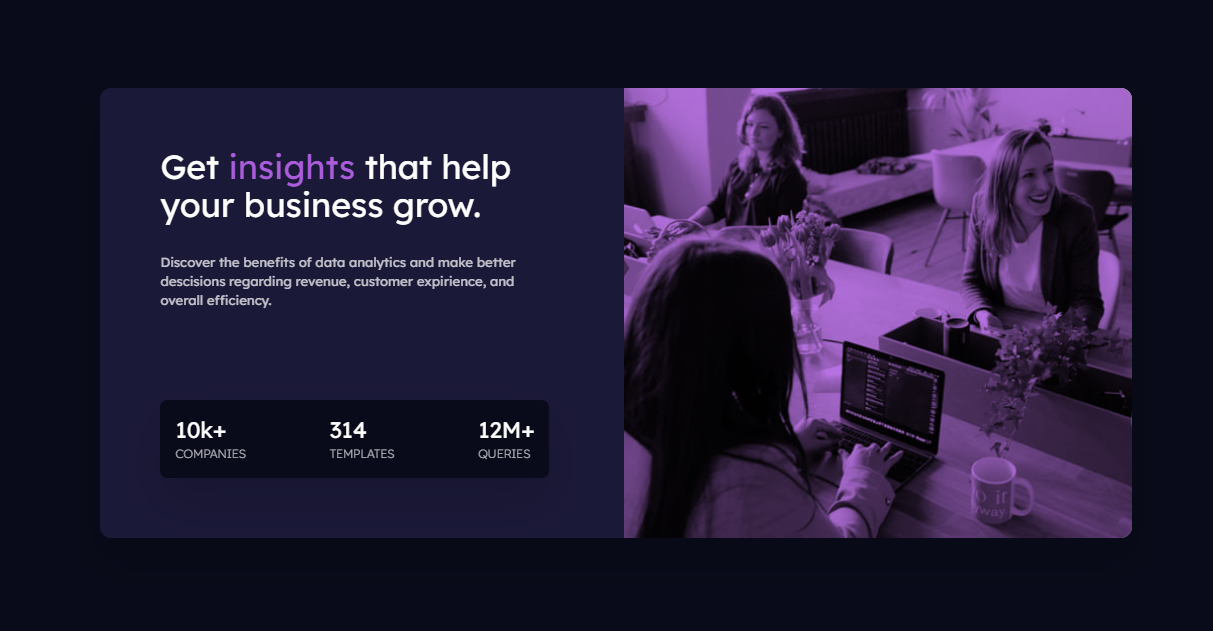 Get insights that help
your business grow.
Discover the benefits of data analytics and make better
descisions regarding revenue, customer expirience, and
overall efficiency.
10k+ 314 12M+
COMPANIES TEMPLATES QUERIES